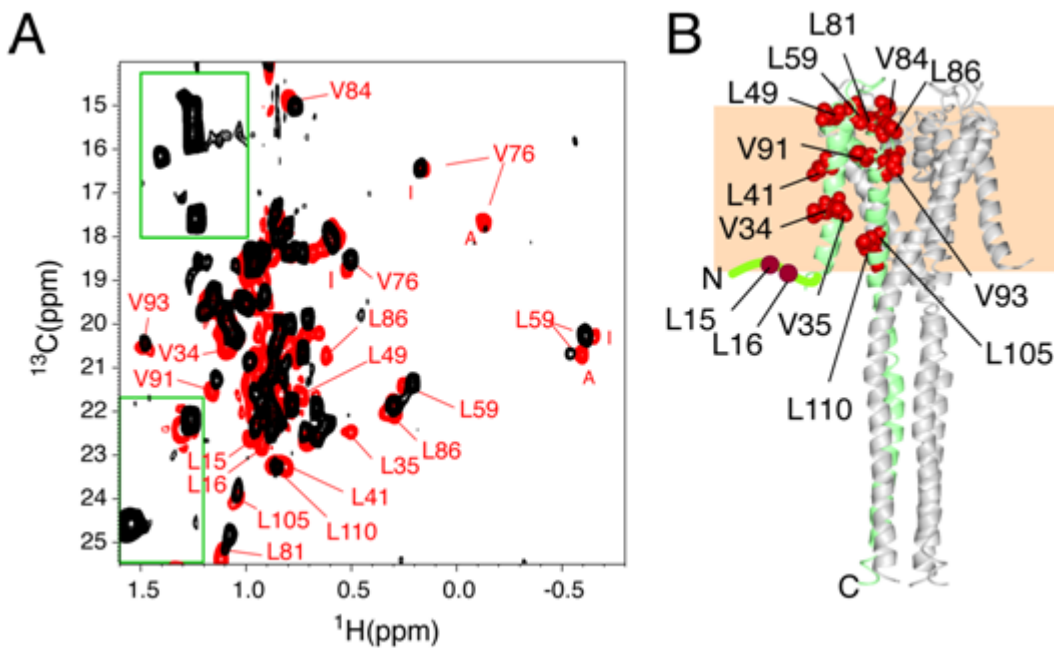 A
B
15
16
17
18
19
20
21
22
23
24
25
13C(ppm)
1.5
1.0
0.5
0.0
-0.5
1H(ppm)
V84
V76
I
A
I
V76
V93
L86
L59
I
A
V34
L49
V91
L59
L86
L35
L15
L16
L41
L105
L110
L81
L81
L59
V84
L86
L49
V91
L41
V34
N
L15
L16
V35
V93
L105
L110
C